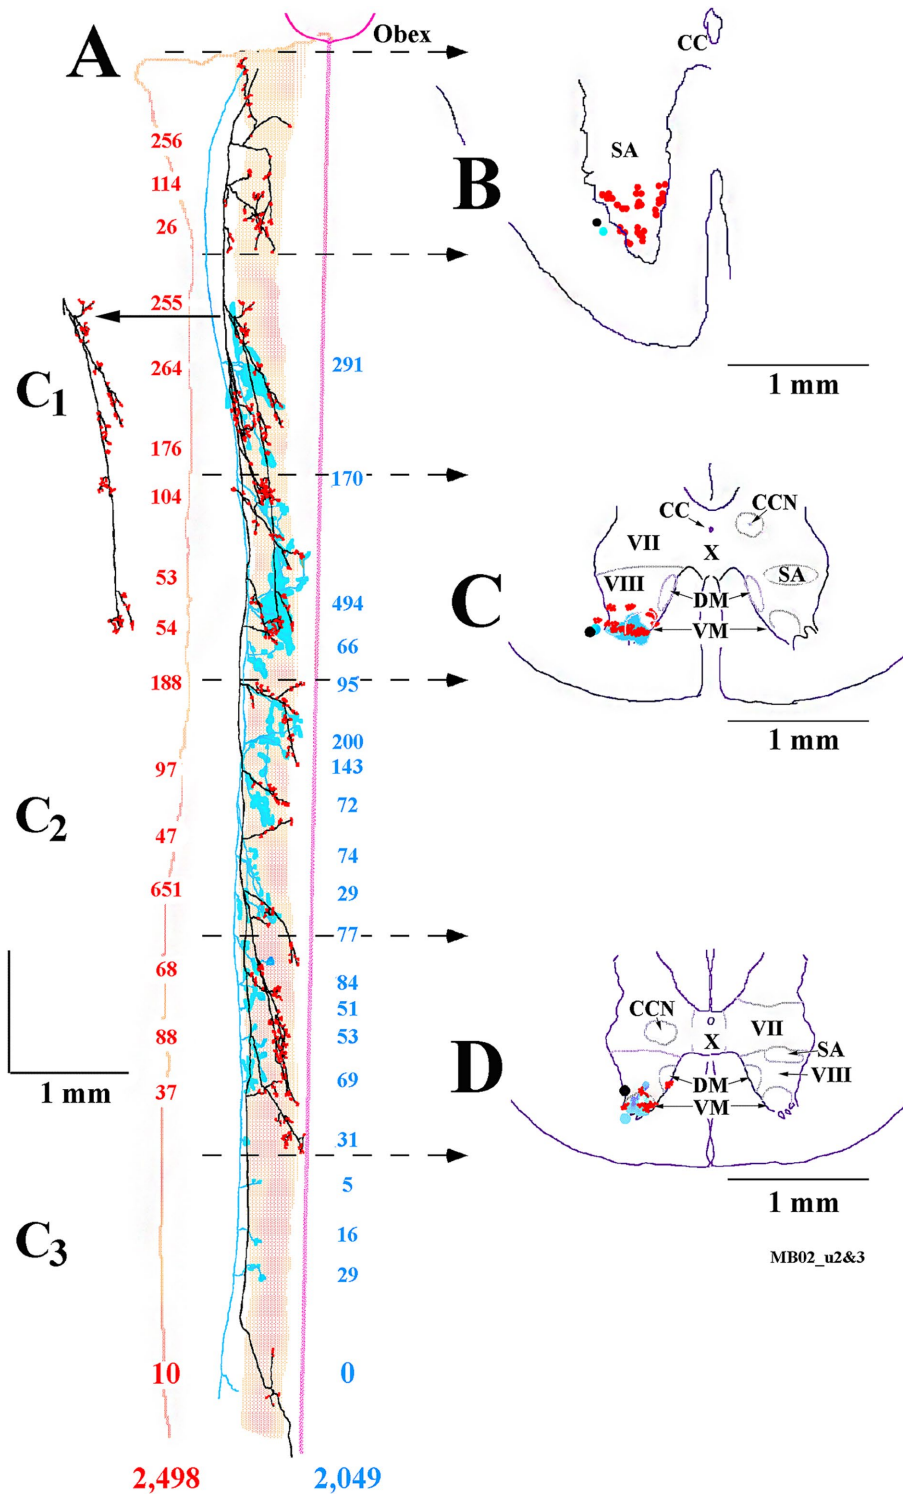 A
Obex
256
114
26
255
264
176
104
53
54
188
97
47
651
68
88
37
10
2,498
C1
C2
C3
1 mm
291
170
494
66
95
200
143
72
74
29
77
84
51
53
69
31
5
16
29
0
2,049
B
CC
SA
1 mm
C
CC
CCN
VII
X
VIII
SA
DM
VM
1 mm
D
CCN
VII
X
SA
VIII
DM
VM
1 mm
MB02_u2&3